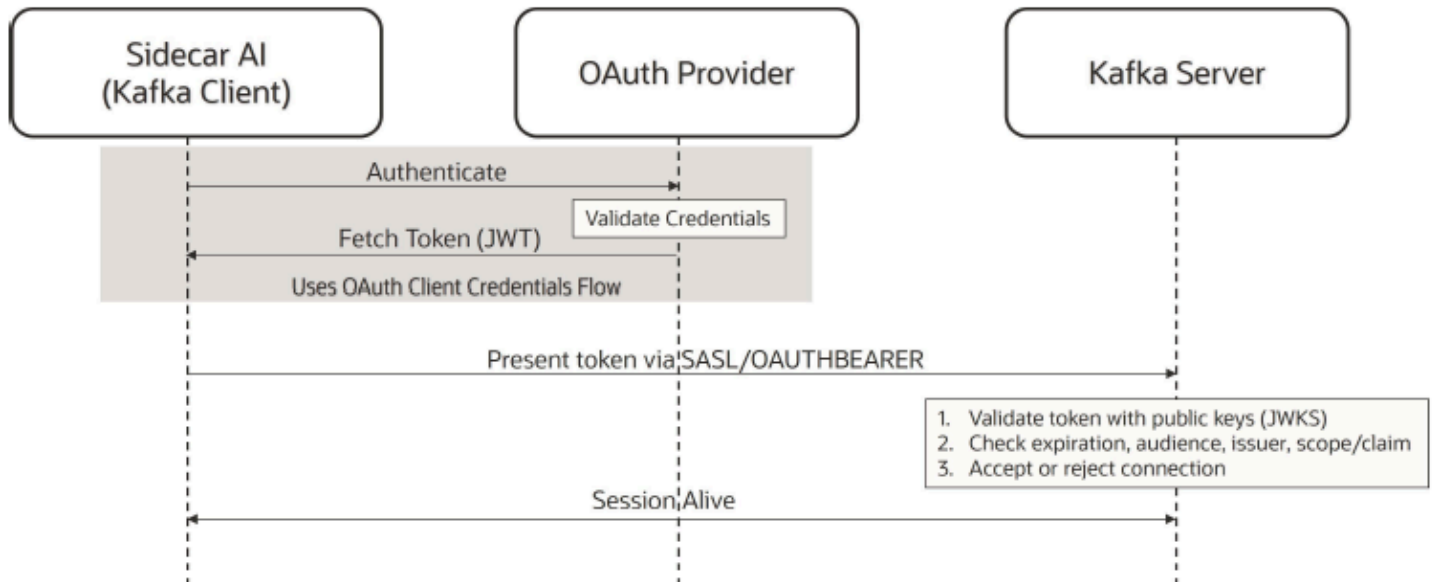 Sidecar AI
(Kafka Client)
OAuth Provider
Kafka Server
Authenticate
Validate Credentials
Fetch Token (JWT)
Uses OAuth Client Credentials Flow
Present token via SASL/OAUTHBEARER
1. Validate token with public keys (JWKS)
2. Check expiration, audience, issuer, scope/claim
3. Accept or reject connection
Session Alive